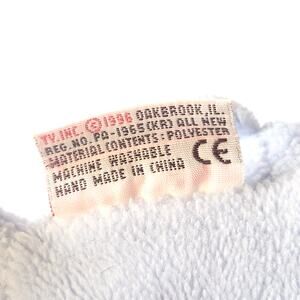 TY.INC. ©1996 OAKBROOK,IL.
REG.NO. PA-1965(KR) ALL NEW
MATERIAL CONTENTS: POLYESTER
MACHINE WASHABLE
HAND MADE IN CHINA
CE